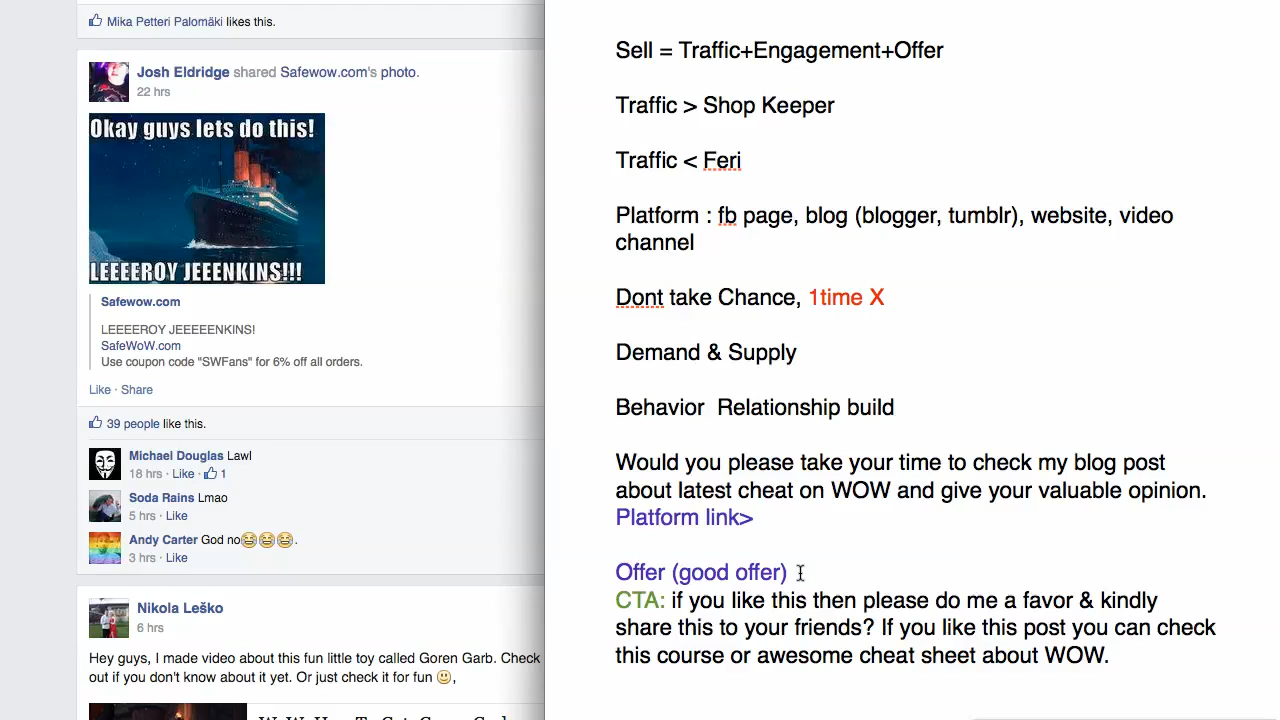 Mika Petteri Palomäki likes this.
Josh Eldridge shared Safewow.com's photo.
22 hrs
Okay guys lets do this!
LEEEEROY JEEENKINS!!!
Safewow.com
LEEEEROY JEEEEENKINS!
SafeWoW.com
Use coupon code "SWFans" for 6% off all orders.
Like · Share
39 people like this.
Michael Douglas Lawl
18 hrs · Like · 1
Soda Rains Lmao
5 hrs · Like
Andy Carter God no😂😂😂.
3 hrs · Like
Nikola Leško
6 hrs
Hey guys, I made video about this fun little toy called Goren Garb. Check
out if you don't know about it yet. Or just check it for fun 😃,
Sell = Traffic+Engagement+Offer
Traffic > Shop Keeper
Traffic < Feri
Platform : fb page, blog (blogger, tumblr), website, video
channel
Dont take Chance, 1time X
Demand & Supply
Behavior  Relationship build
Would you please take your time to check my blog post
about latest cheat on WOW and give your valuable opinion.
Platform link>
Offer (good offer)
CTA: if you like this then please do me a favor & kindly
share this to your friends? If you like this post you can check
this course or awesome cheat sheet about WOW.